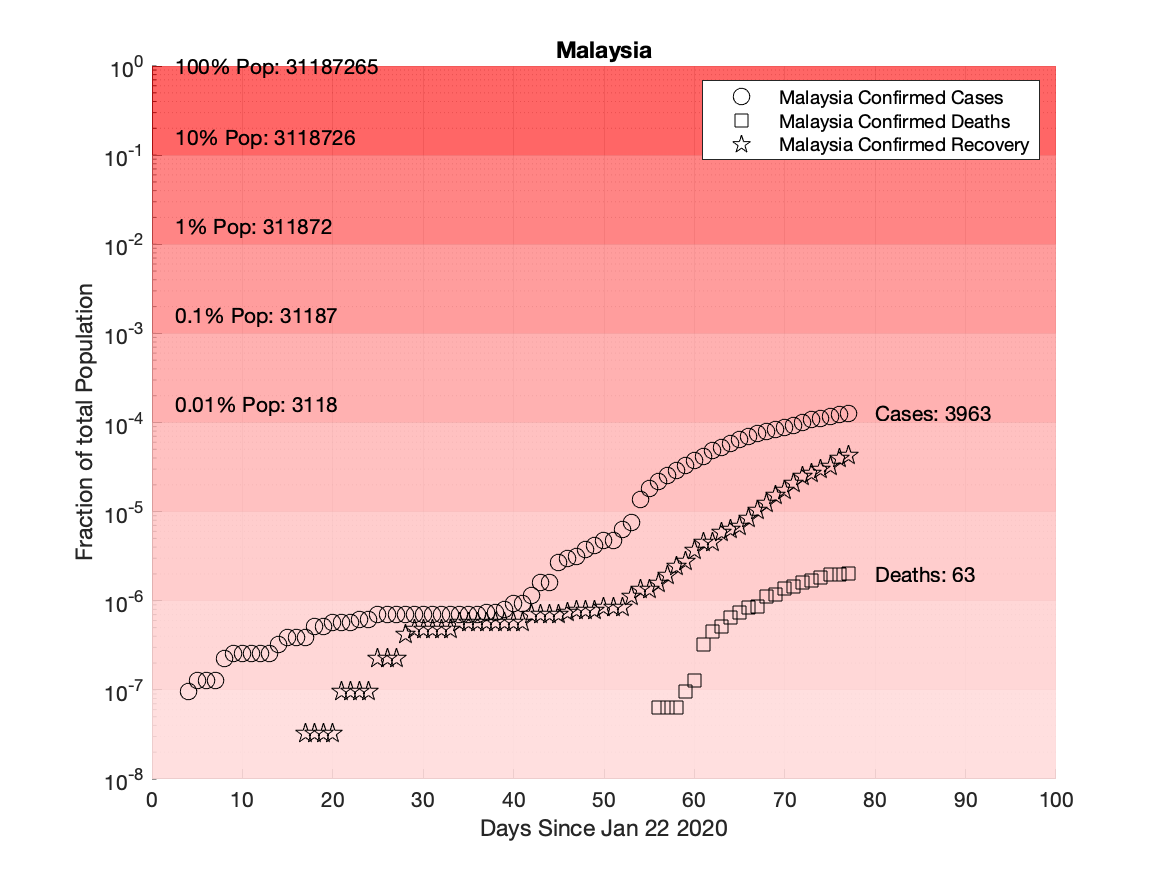 Malaysia
10^0
10^-1
10^-2
10^-3
10^-4
10^-5
10^-6
10^-7
10^-8
Fraction of total Population
100% Pop: 31187265
10% Pop: 3118726
1% Pop: 311872
0.1% Pop: 31187
0.01% Pop: 3118
Malaysia Confirmed Cases
Malaysia Confirmed Deaths
Malaysia Confirmed Recovery
Cases: 3963
Deaths: 63
0 10 20 30 40 50 60 70 80 90 100
Days Since Jan 22 2020